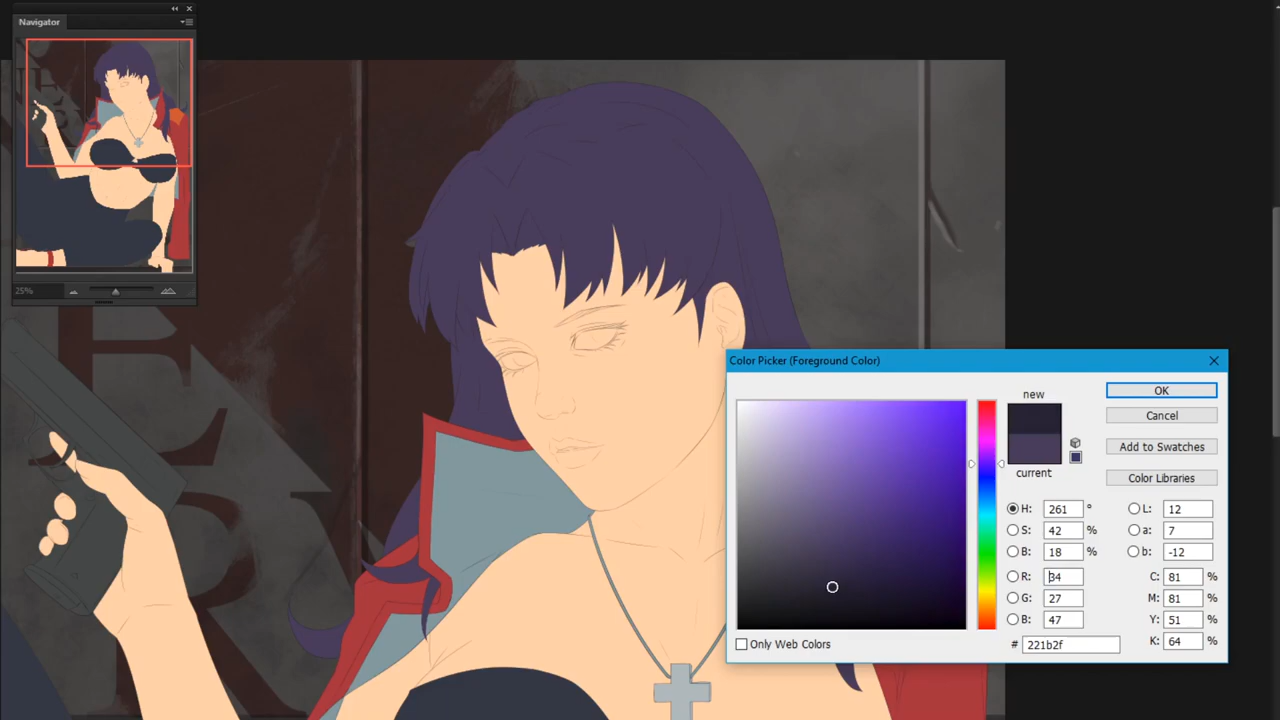 Navigator
25%
Color Picker (Foreground Color)
new
current
OK
Cancel
Add to Swatches
Color Libraries
H: 261 °
S: 42 %
B: 18 %
R: 34
G: 27
B: 47
L: 12
a: 7
b: -12
C: 81 %
M: 81 %
Y: 51 %
K: 64 %
Only Web Colors
# 221b2f